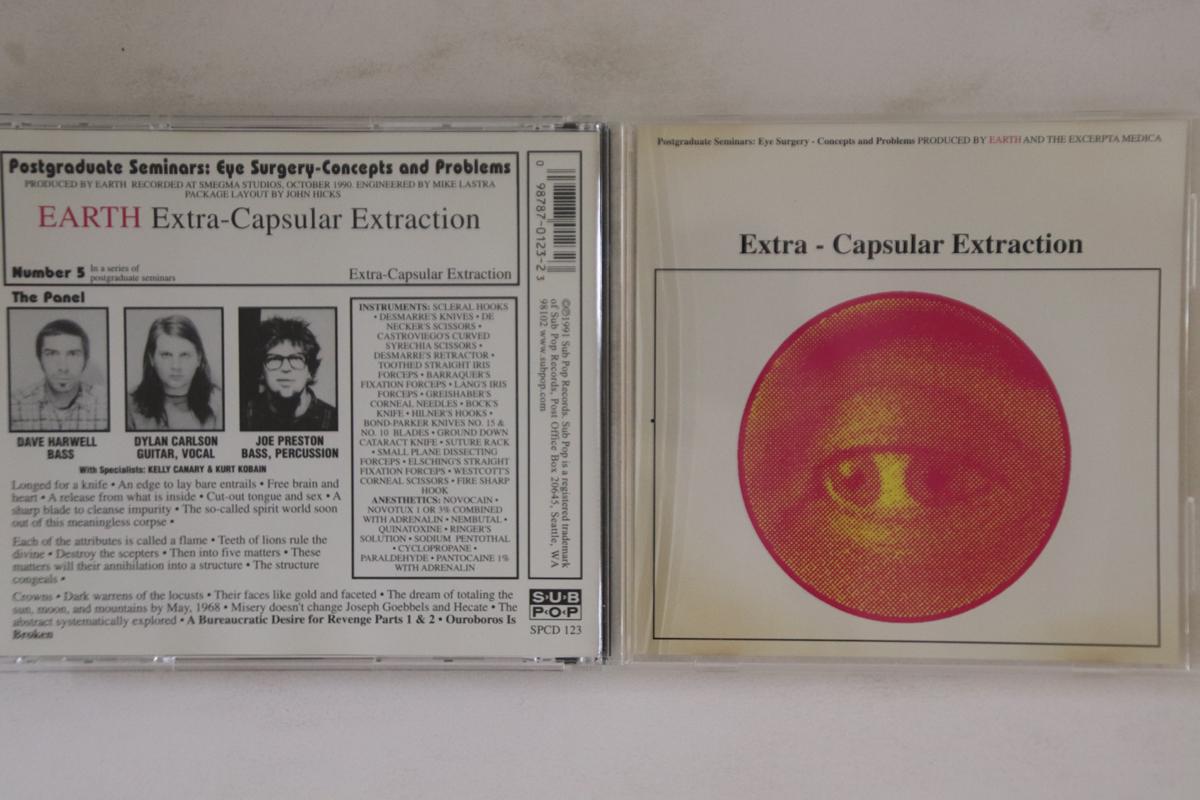 Postgraduate Seminars: Eye Surgery-Concepts and Problems
PRODUCED BY EARTH RECORDED AT SMEGMA STUDIOS, OCTOBER 1990. ENGINEERED BY MIKE LASTRA
PACKAGE LAYOUT BY JOHN HICKS
EARTH Extra-Capsular Extraction
Number 5 In a series of
postgraduate seminars
Extra-Capsular Extraction
The Panel
DAVE HARWELL
BASS
DYLAN CARLSON
GUITAR, VOCAL
JOE PRESTON
BASS, PERCUSSION
With Specialists: KELLY CANARY & KURT KOBAIN
Longed for a knife • An edge to lay bare entrails • Free brain and
heart • A release from what is inside • Cut-out tongue and sex • A
sharp blade to cleanse impurity • The so-called spirit world soon
out of this meaningless corpse •
Each of the attributes is called a flame • Teeth of lions rule the
divine • Destroy the scepters • Then into five matters • These
matters will their annihilation into a structure • The structure
congeals •
Crowns • Dark warrens of the locusts • Their faces like gold and faceted • The dream of totaling the
sun, moon, and mountains by May, 1968 • Misery doesn't change Joseph Goebbels and Hecate • The
abstract systematically explored • A Bureaucratic Desire for Revenge Parts 1 & 2 • Ouroboros Is
Broken
INSTRUMENTS: SCLERAL HOOKS
• DESMARRE'S KNIVES • DE
NECKER'S SCISSORS •
CASTROVIEGO'S CURVED
SYRECHIA SCISSORS •
DESMARRE'S RETRACTOR •
TOOTHED STRAIGHT IRIS
FORCEPS • BARRAQUER'S
FIXATION FORCEPS • LANG'S IRIS
FORCEPS • GREISHABER'S
CORNEAL NEEDLES • BOCK'S
KNIFE • HILNER'S HOOKS •
BOND-PARKER KNIVES NO. 15 &
NO. 10 BLADES • GROUND DOWN
CATARACT KNIFE • SUTURE RACK
• SMALL PLANE DISSECTING
FORCEPS • ELSCHING'S STRAIGHT
FIXATION FORCEPS • WESTCOTT'S
CORNEAL SCISSORS • FIRE SHARP
HOOK
ANESTHETICS: NOVOCAIN •
NOVOTUX 1 OR 3% COMBINED
WITH ADRENALIN • NEMBUTAL •
QUINATOXINE • RINGER'S
SOLUTION • SODIUM PENTOTHAL
• CYCLOPROPANE •
PARALDEHYDE • PANTOCAINE 1%
WITH ADRENALIN
0 98787-0123-2 3
©℗1991 Sub Pop Records. Sub Pop is a registered trademark
of Sub Pop Records, Post Office Box 20645, Seattle, WA
98102 www.subpop.com
SUB
POP
SPCD 123
Postgraduate Seminars: Eye Surgery - Concepts and Problems PRODUCED BY EARTH AND THE EXCERPTA MEDICA
Extra - Capsular Extraction